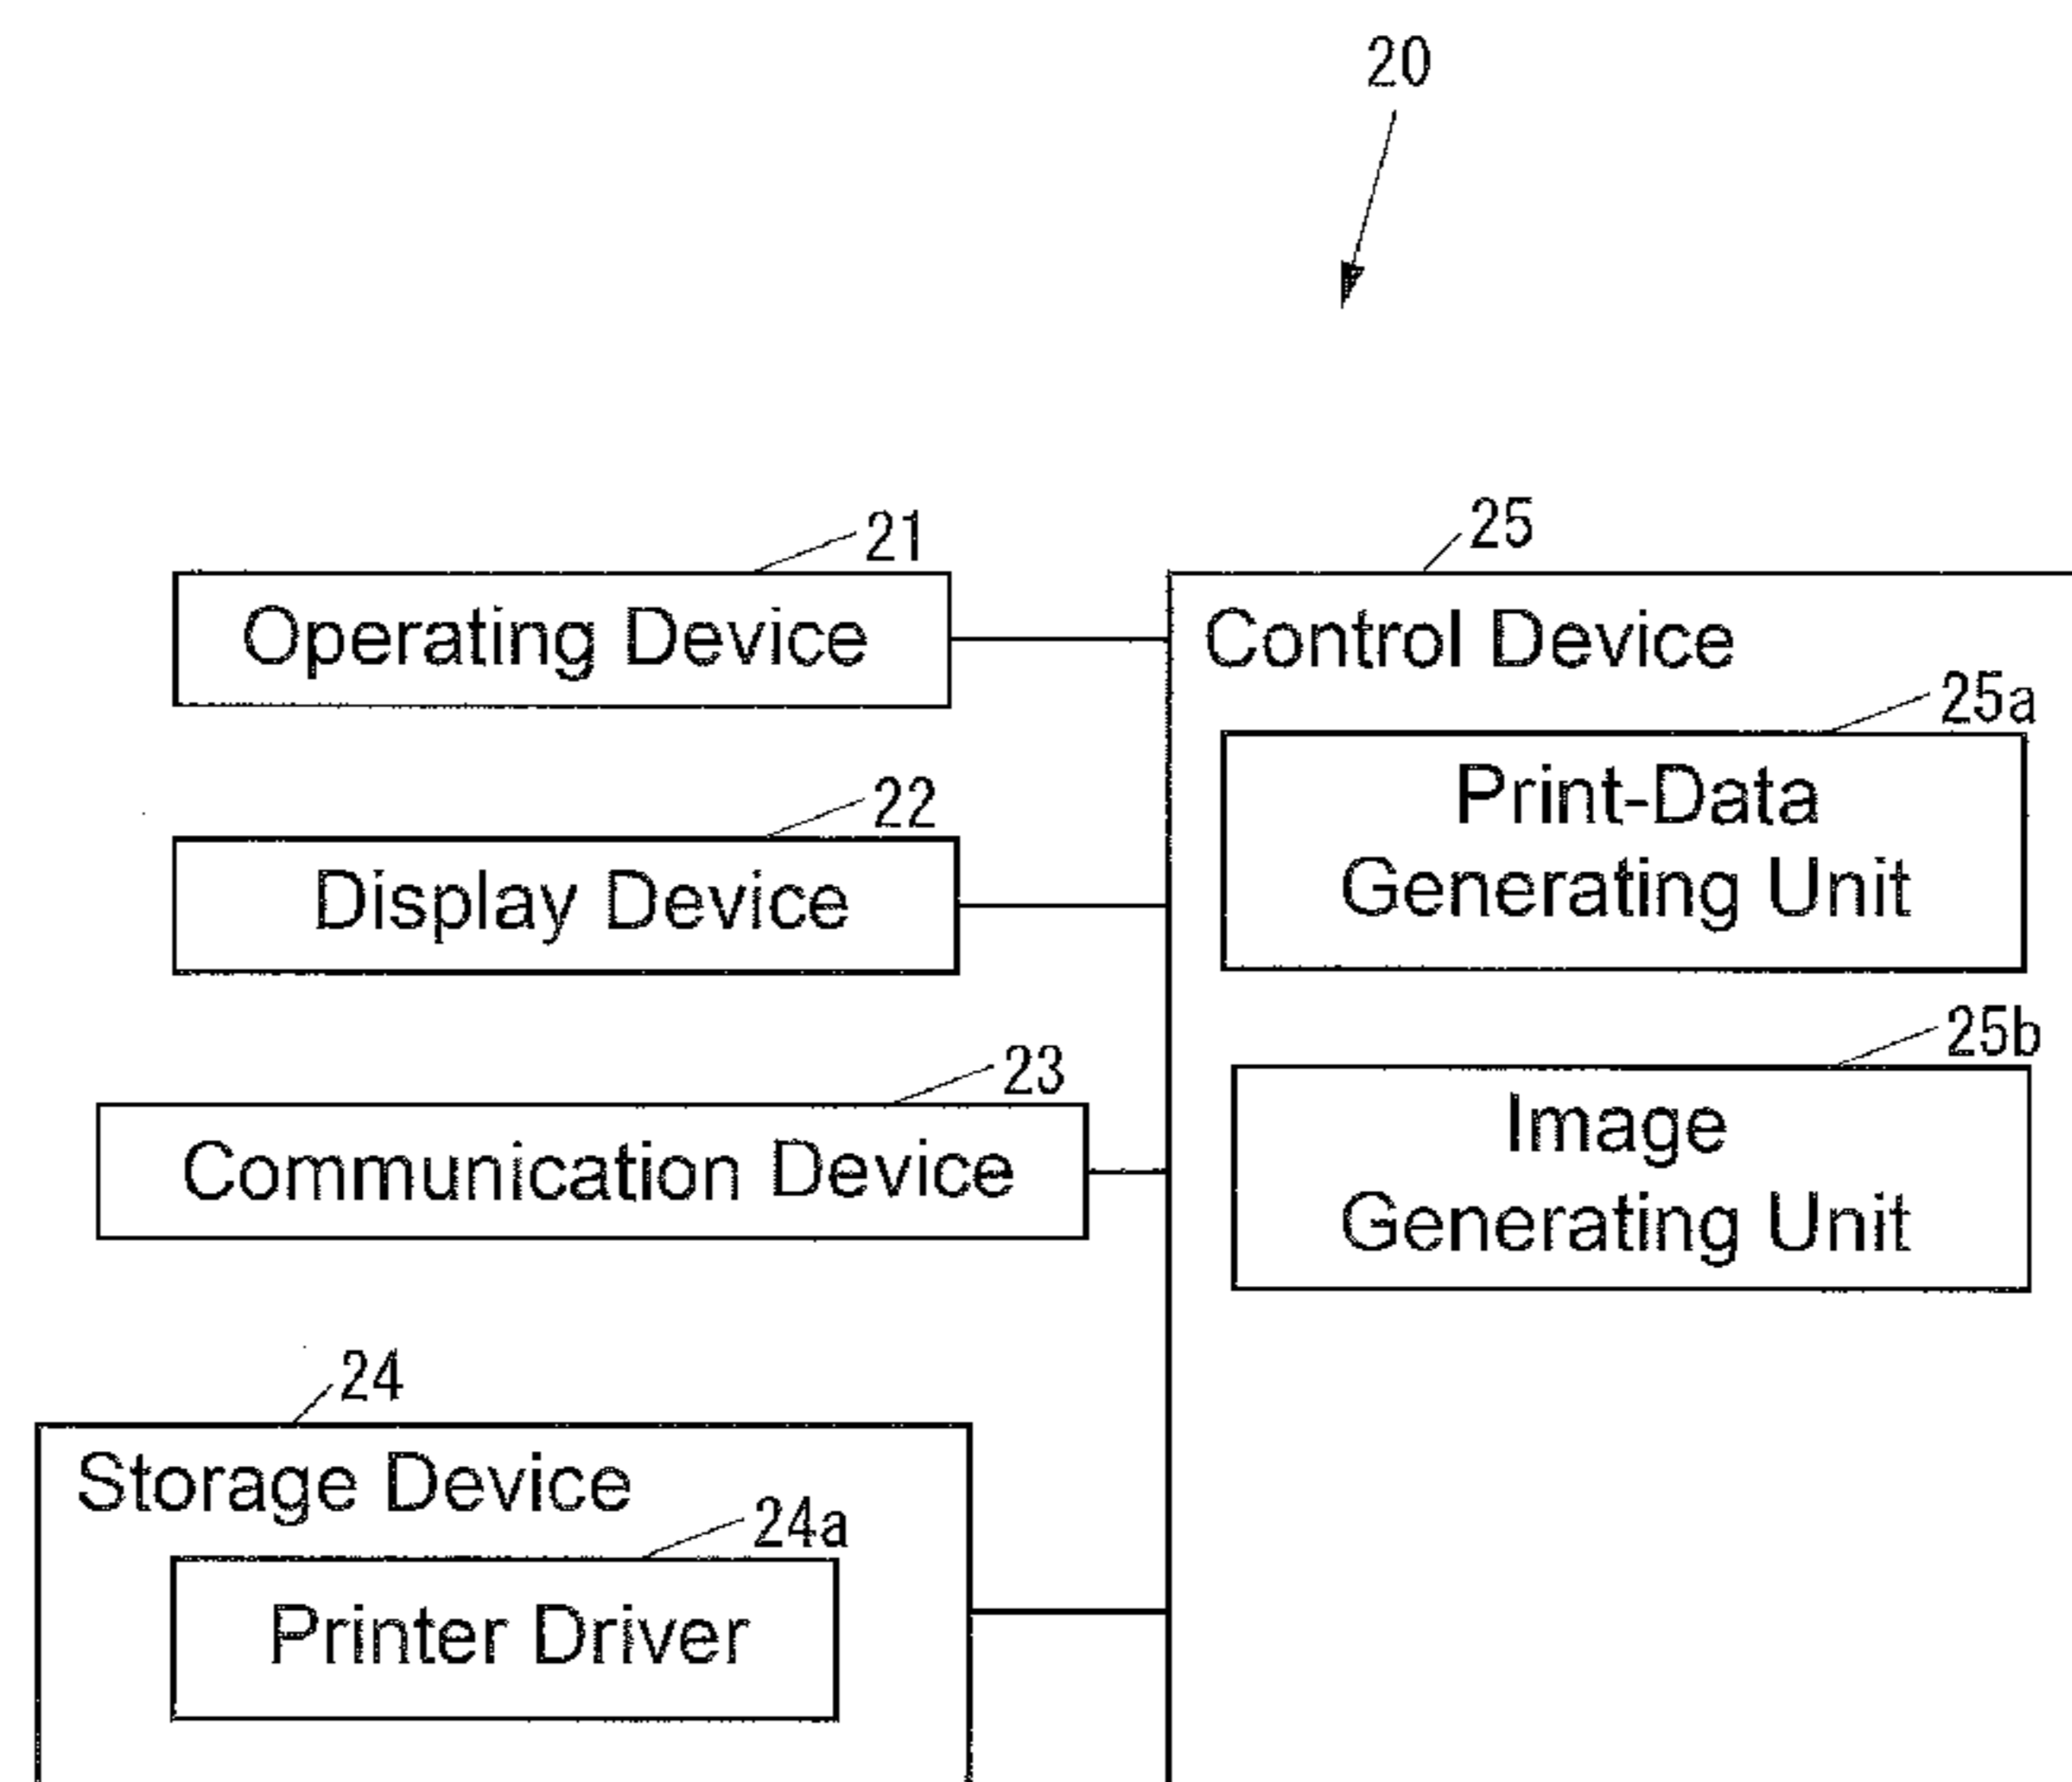 20
21
Operating Device
22
Display Device
23
Communication Device
24
Storage Device
24a
Printer Driver
25
Control Device
25a
Print-Data
Generating Unit
25b
Image
Generating Unit